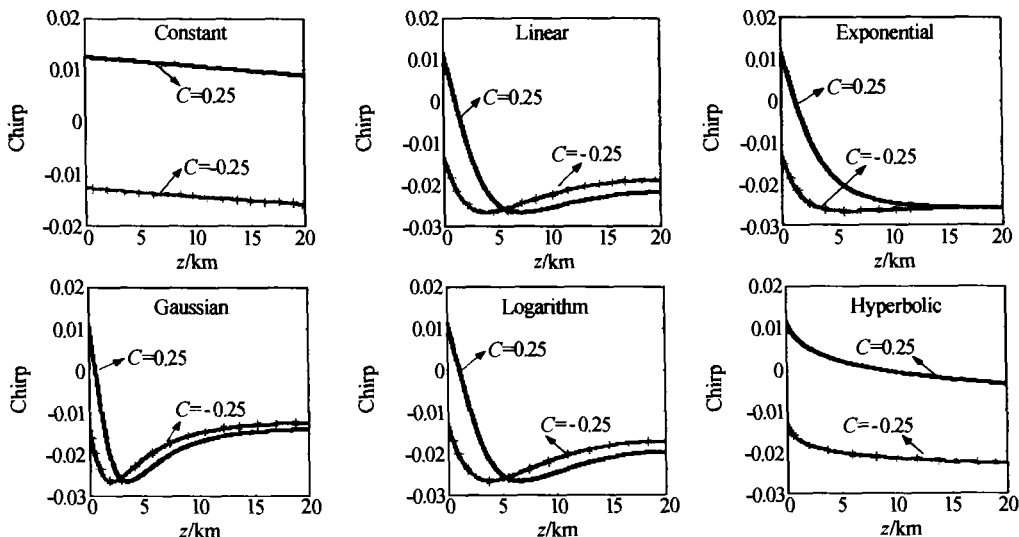 0.02
0.01
0
-0.01
-0.02
Chirp
Constant
C=0.25
C=-0.25
0 5 10 15 20
z/km
0.02
0.01
0
-0.01
-0.02
-0.03
Chirp
Linear
C=0.25
C=-0.25
0 5 10 15 20
z/km
0.02
0.01
0
-0.01
-0.02
-0.03
Chirp
Exponential
C=0.25
C=-0.25
0 5 10 15 20
z/km
0.02
0.01
0
-0.01
-0.02
-0.03
Chirp
Gaussian
C=0.25
C=-0.25
0 5 10 15 20
z/km
0.02
0.01
0
-0.01
-0.02
-0.03
Chirp
Logarithm
C=0.25
C=-0.25
0 5 10 15 20
z/km
0.02
0.01
0
-0.01
-0.02
-0.03
Chirp
Hyperbolic
C=0.25
C=-0.25
0 5 10 15 20
z/km